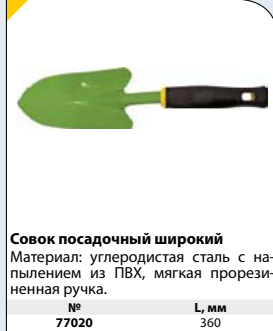 Совок посадочный широкий
Материал: углеродистая сталь с на-
пылением из ПВХ, мягкая прорези-
ненная ручка.
№ L, мм
77020 360